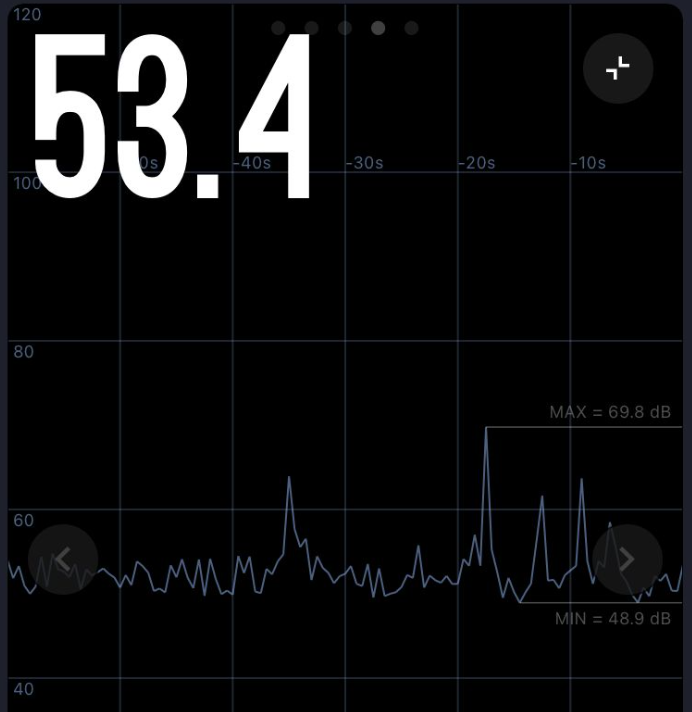 120
53.4
-40s
-30s
-20s
-10s
100
80
MAX = 69.8 dB
60
MIN = 48.9 dB
40